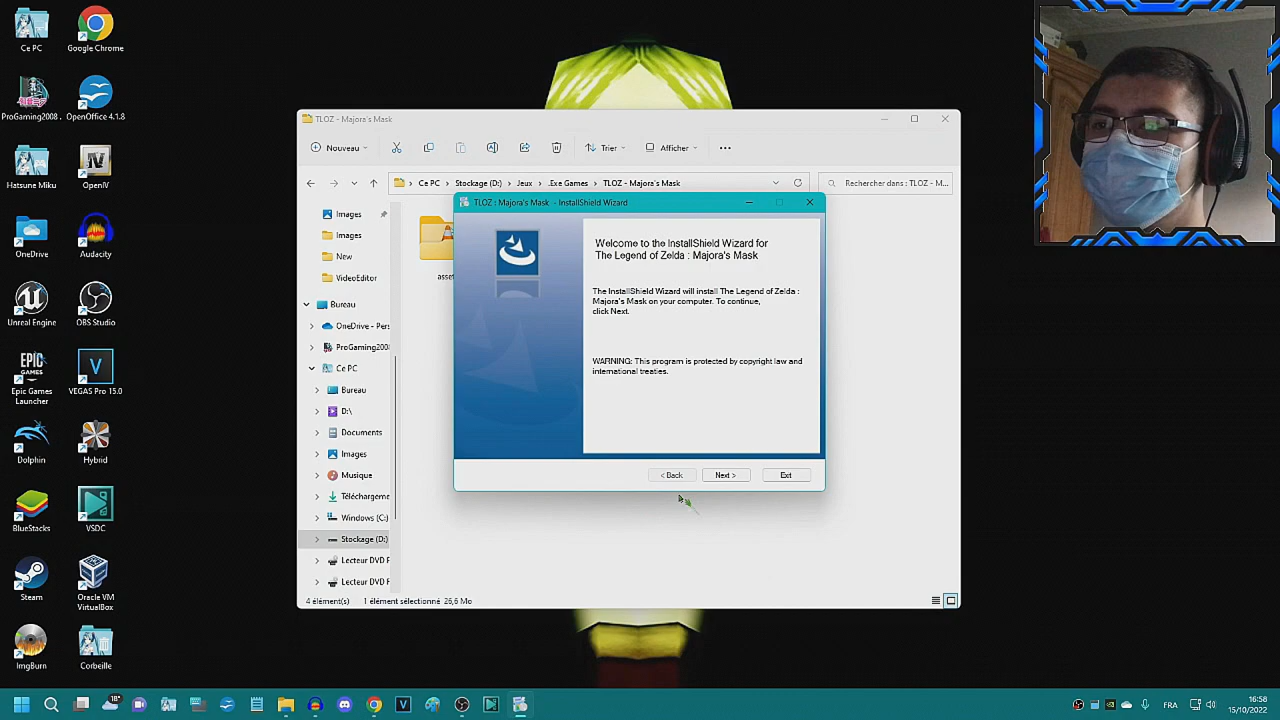 Ce PC
Google Chrome
ProGaming2008...
OpenOffice 4.1.8
Hatsune Miku
OpenIV
OneDrive
Audacity
Unreal Engine
OBS Studio
EPIC
GAMES
Epic Games
Launcher
VEGAS Pro 15.0
Dolphin
Hybrid
BlueStacks
VSDC
Steam
Oracle VM
VirtualBox
ImgBurn
Corbeille
TLOZ - Majora's Mask
Nouveau
Trier
Afficher
Ce PC > Stockage (D:) > Jeux > .Exe Games > TLOZ - Majora's Mask
Rechercher dans : TLOZ - M...
Images
Images
New
VideoEditor
Bureau
OneDrive - Pers
ProGaming2008
Ce PC
Bureau
D:\
Documents
Images
Musique
Téléchargeme
Windows (C:)
Stockage (D:)
Lecteur DVD F
Lecteur DVD F
asset
4 élément(s)
1 élément sélectionné 26,6 Mo
TLOZ : Majora's Mask - InstallShield Wizard
Welcome to the InstallShield Wizard for
The Legend of Zelda : Majora's Mask
The InstallShield Wizard will install The Legend of Zelda :
Majora's Mask on your computer. To continue,
click Next.
WARNING: This program is protected by copyright law and
international treaties.
< Back
Next >
Exit
18°
FRA
16:58
15/10/2022